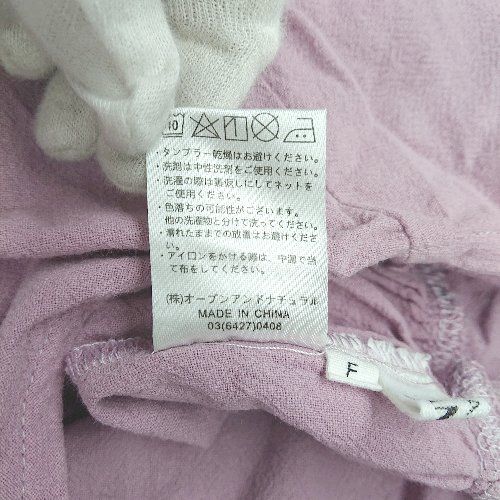 40
・タンブラー乾燥はお避けください。
・洗剤は中性洗剤をご使用ください。
・洗濯の際は裏返しにしてネットを
ご使用ください。
・色落ちの可能性がございます。
他の洗濯物と分けて洗ってください。
・濡れたままでの放置はお避けくださ
い。
・アイロンをかける際は、中温で当
て布をしてください。
(株)オープンアンドナチュラル
MADE IN CHINA
03(6427)0408
F